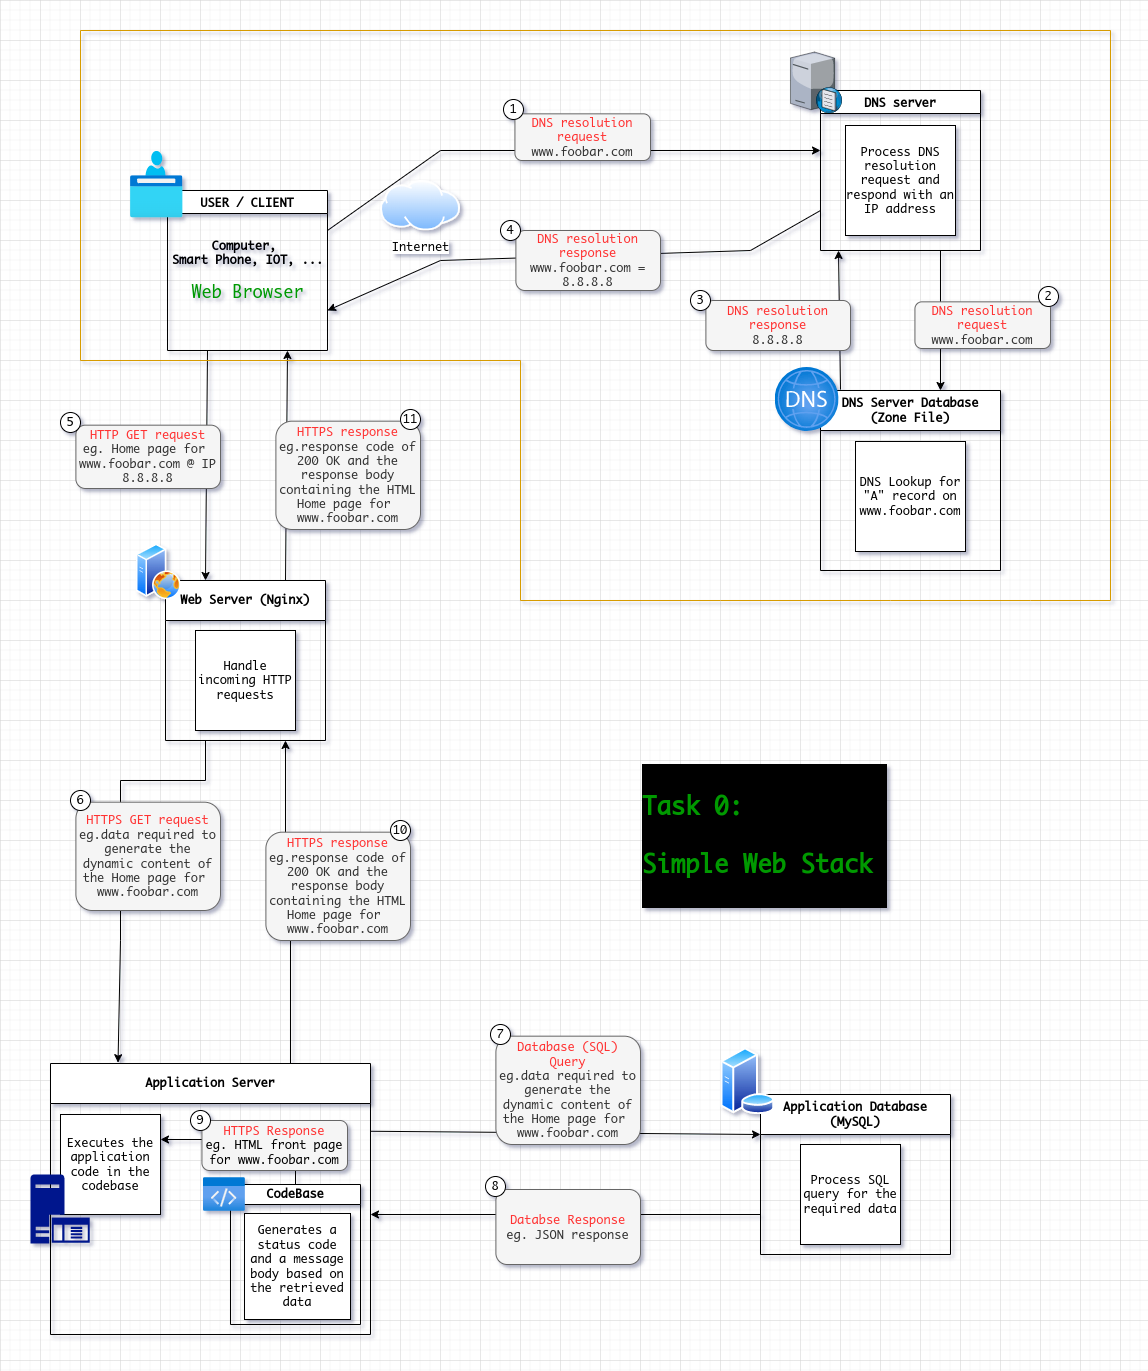 1
DNS resolution
request
www.foobar.com
DNS server
Process DNS
resolution
request and
respond with an
IP address
USER / CLIENT
Computer,
Smart Phone, IOT, ...
Web Browser
Internet
4
DNS resolution
response
www.foobar.com =
8.8.8.8
3
DNS resolution
response
8.8.8.8
2
DNS resolution
request
www.foobar.com
DNS
DNS Server Database
(Zone File)
DNS Lookup for
"A" record on
www.foobar.com
5
HTTP GET request
eg. Home page for
www.foobar.com @ IP
8.8.8.8
11
HTTPS response
eg.response code of
200 OK and the
response body
containing the HTML
Home page for
www.foobar.com
Web Server (Nginx)
Handle
incoming HTTP
requests
Task 0:
Simple Web Stack
6
HTTPS GET request
eg.data required to
generate the
dynamic content of
the Home page for
www.foobar.com
10
HTTPS response
eg.response code of
200 OK and the
response body
containing the HTML
Home page for
www.foobar.com
Application Server
Executes the
application
code in the
codebase
9
HTTPS Response
eg. HTML front page
for www.foobar.com
</>
CodeBase
Generates a
status code
and a message
body based on
the retrieved
data
7
Database (SQL)
Query
eg.data required to
generate the
dynamic content of
the Home page for
www.foobar.com
8
Databse Response
eg. JSON response
Application Database
(MySQL)
Process SQL
query for the
required data